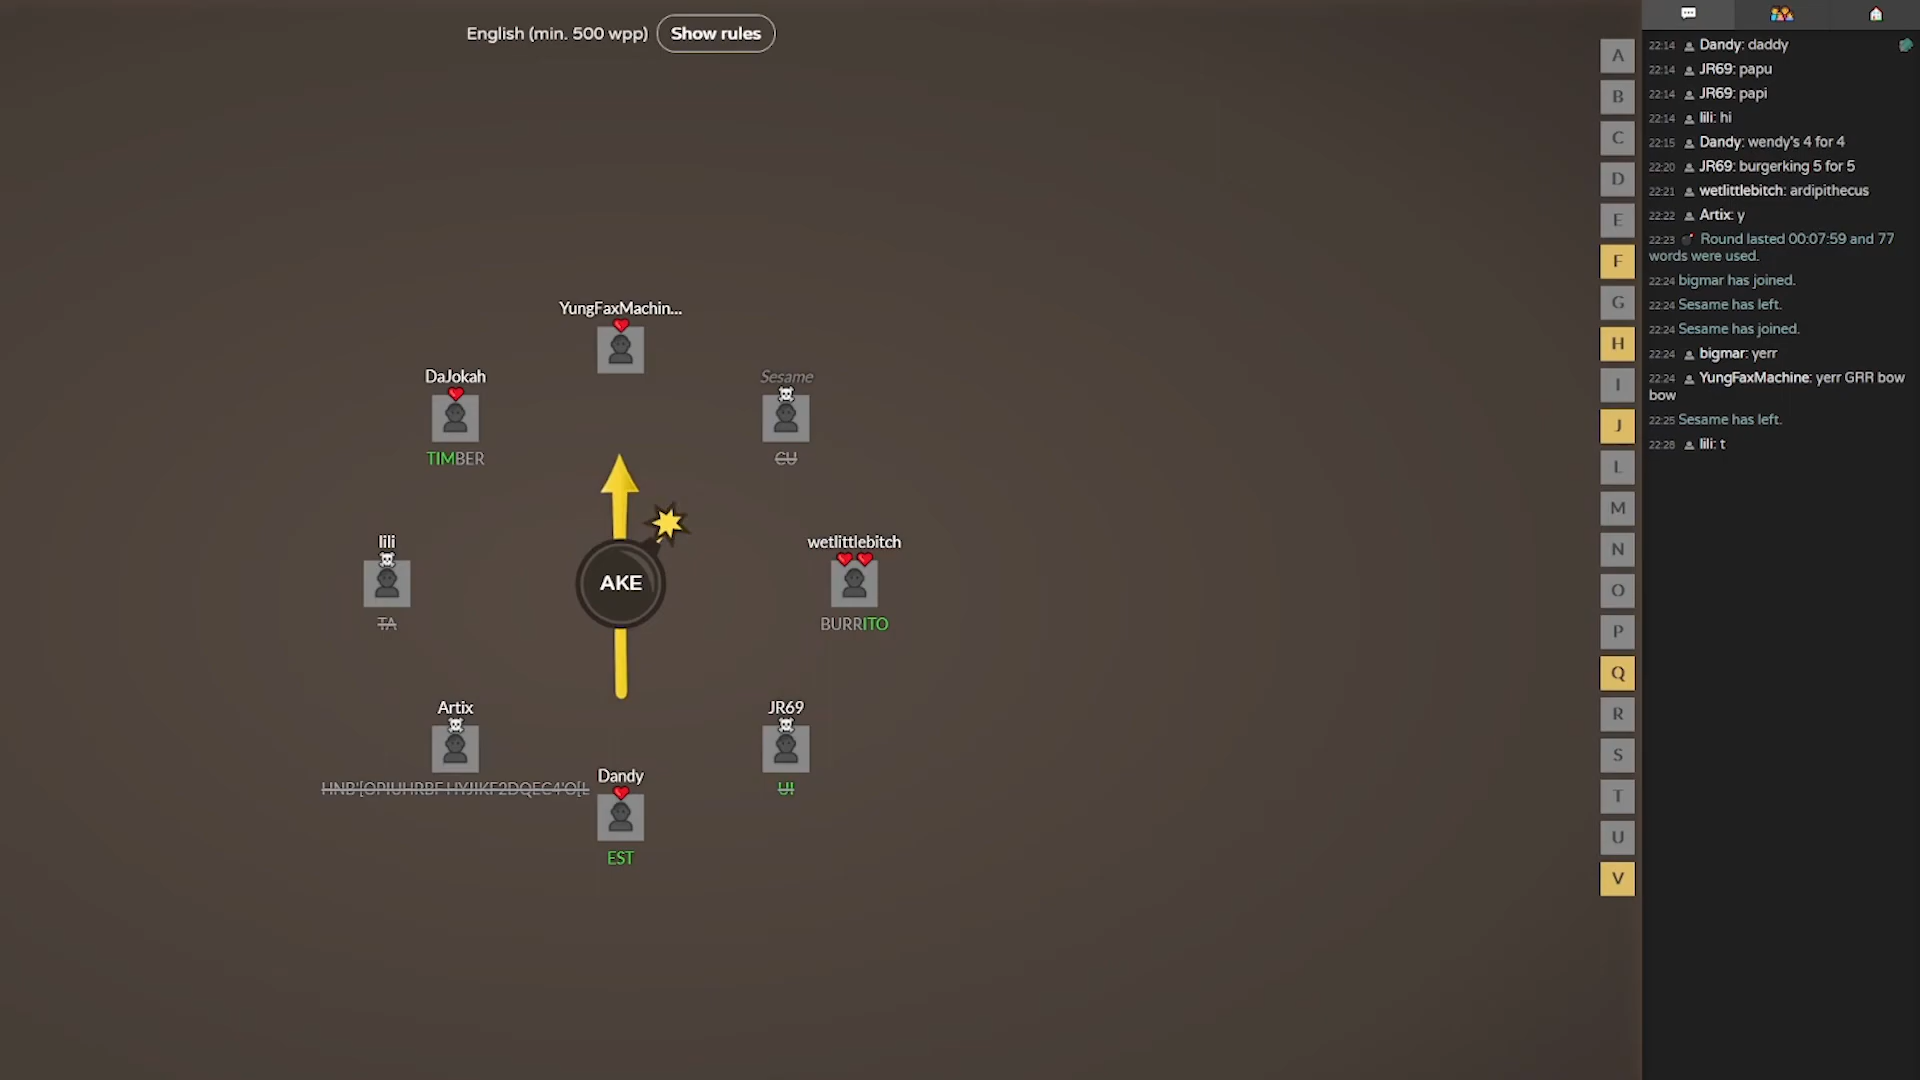 English (min. 500 wpp) Show rules
YungFaxMachin...
DaJokah
TIMBER
Sesame
CU
lili
TA
AKE
wetlittlebitch
BURRITO
Artix
JR69
UI
Dandy
EST
A
B
C
D
E
F
G
H
I
J
L
M
N
O
P
Q
R
S
T
U
V
22:14 Dandy: daddy
22:14 JR69: papu
22:14 JR69: papi
22:14 lili: hi
22:15 Dandy: wendy's 4 for 4
22:20 JR69: burgerking 5 for 5
22:21 wetlittlebitch: ardipithecus
22:22 Artix: y
22:23 Round lasted 00:07:59 and 77
words were used.
22:24 bigmar has joined.
22:24 Sesame has left.
22:24 Sesame has joined.
22:24 bigmar: yerr
22:24 YungFaxMachine: yerr GRR bow
bow
22:25 Sesame has left.
22:28 lili: t